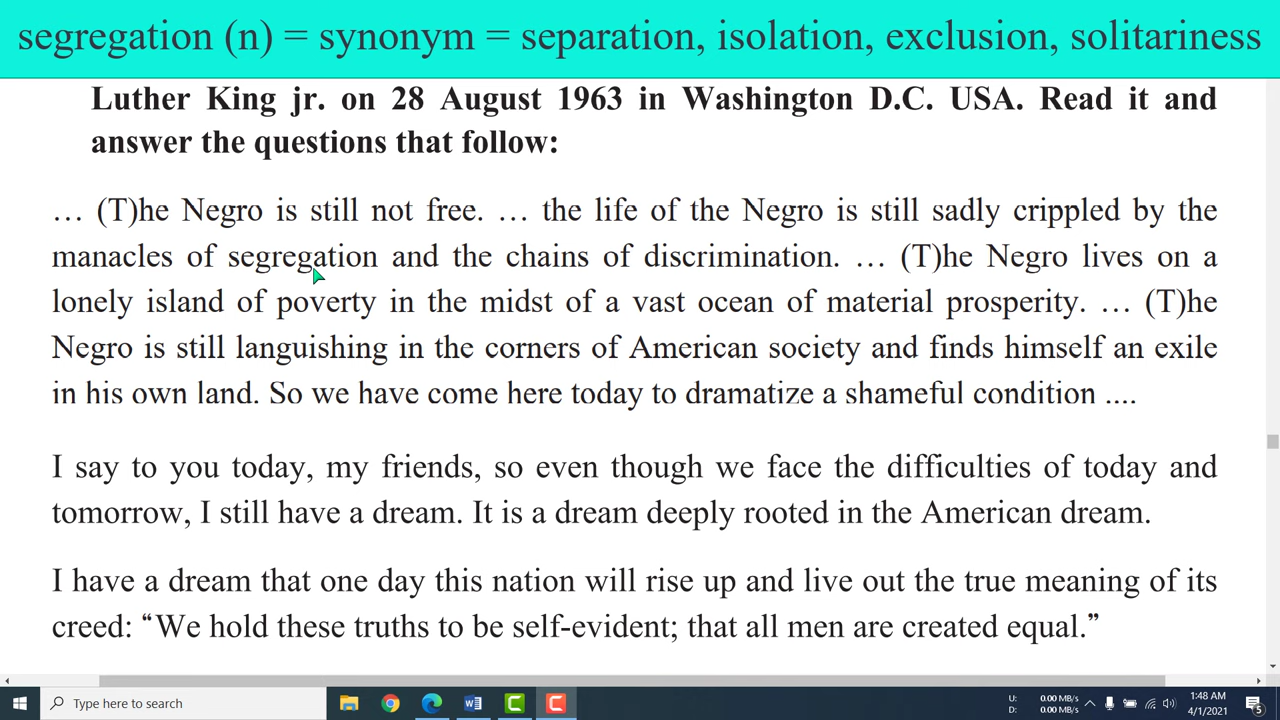 segregation (n) = synonym = separation, isolation, exclusion, solitariness
Luther King jr. on 28 August 1963 in Washington D.C. USA. Read it and
answer the questions that follow:
… (T)he Negro is still not free. … the life of the Negro is still sadly crippled by the
manacles of segregation and the chains of discrimination. … (T)he Negro lives on a
lonely island of poverty in the midst of a vast ocean of material prosperity. … (T)he
Negro is still languishing in the corners of American society and finds himself an exile
in his own land. So we have come here today to dramatize a shameful condition ....
I say to you today, my friends, so even though we face the difficulties of today and
tomorrow, I still have a dream. It is a dream deeply rooted in the American dream.
I have a dream that one day this nation will rise up and live out the true meaning of its
creed: “We hold these truths to be self-evident; that all men are created equal.”
Type here to search
U: 0.00 MB/s
D: 0.00 MB/s
1:48 AM
4/1/2021
5